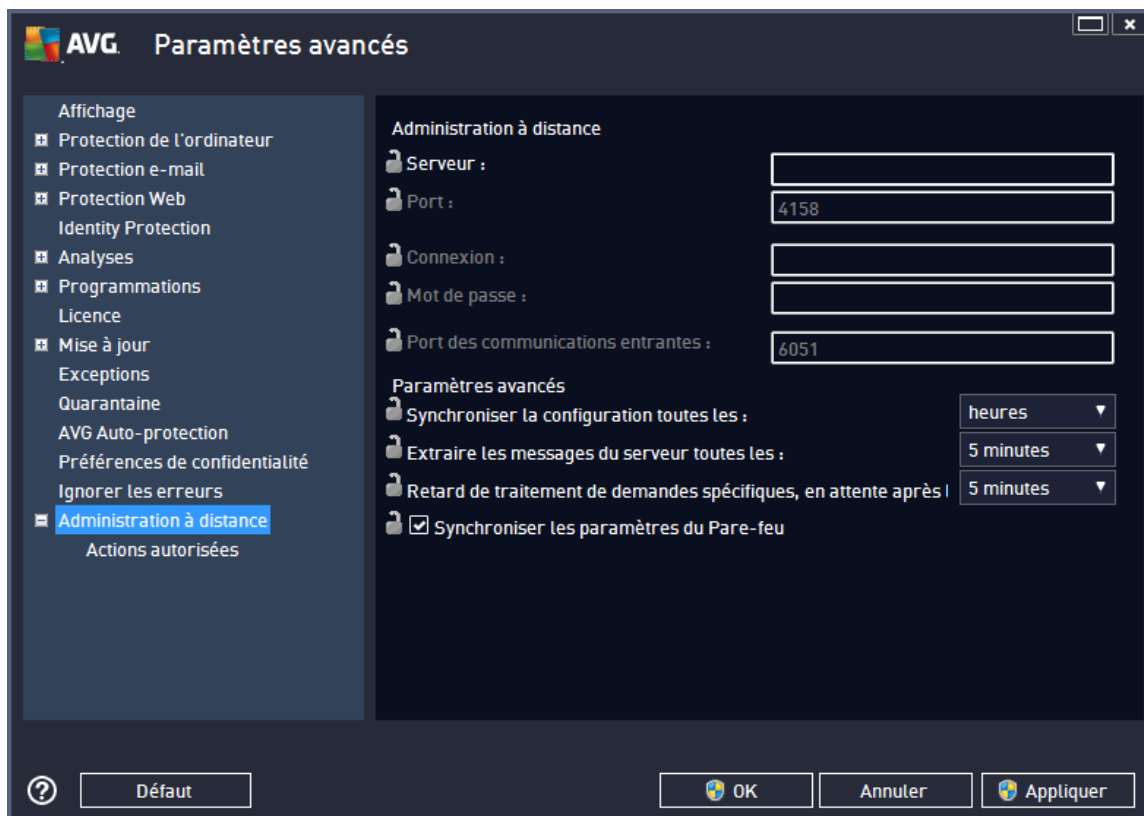 AVG. Paramètres avancés
Affichage
Protection de l'ordinateur
Protection e-mail
Protection Web
Identity Protection
Analyses
Programmations
Licence
Mise à jour
Exceptions
Quarantaine
AVG Auto-protection
Préférences de confidentialité
Ignorer les erreurs
Administration à distance
Actions autorisées
Administration à distance
Serveur :
Port : 4158
Connexion :
Mot de passe :
Port des communications entrantes : 6051
Paramètres avancés
Synchroniser la configuration toutes les : heures
Extraire les messages du serveur toutes les : 5 minutes
Retard de traitement de demandes spécifiques, en attente après 5 minutes
Synchroniser les paramètres du Pare-feu
? Défaut OK Annuler Appliquer